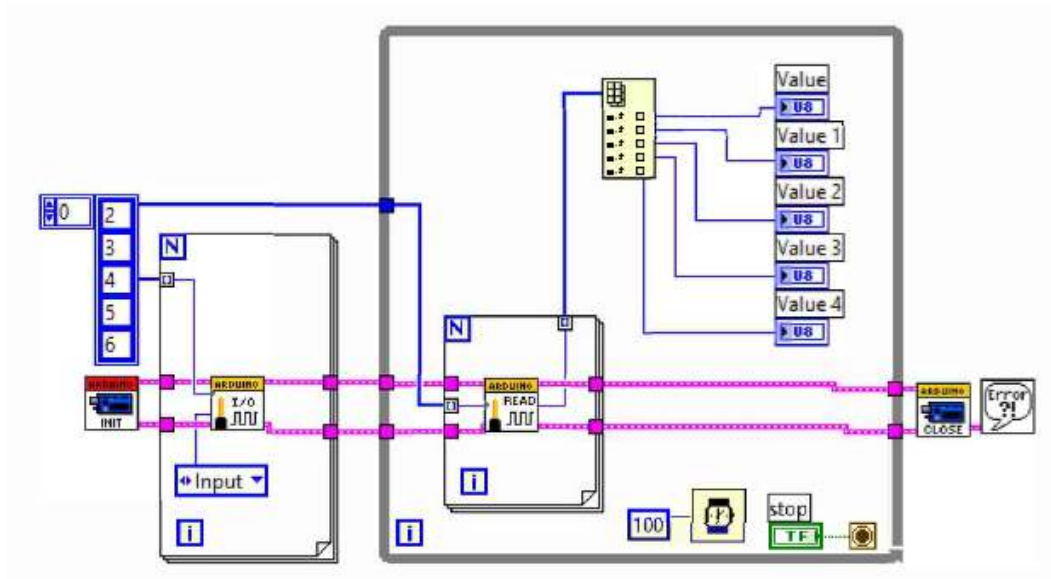 Value
U8
Value 1
U8
Value 2
U8
Value 3
U8
Value 4
U8
0
2
3
4
5
6
N
N
ARDUINO
INIT
ARDUINO
I/O
ARDUINO
READ
ARDUINO
CLOSE
Error
?!
Input
i
i
i
100
stop
TF